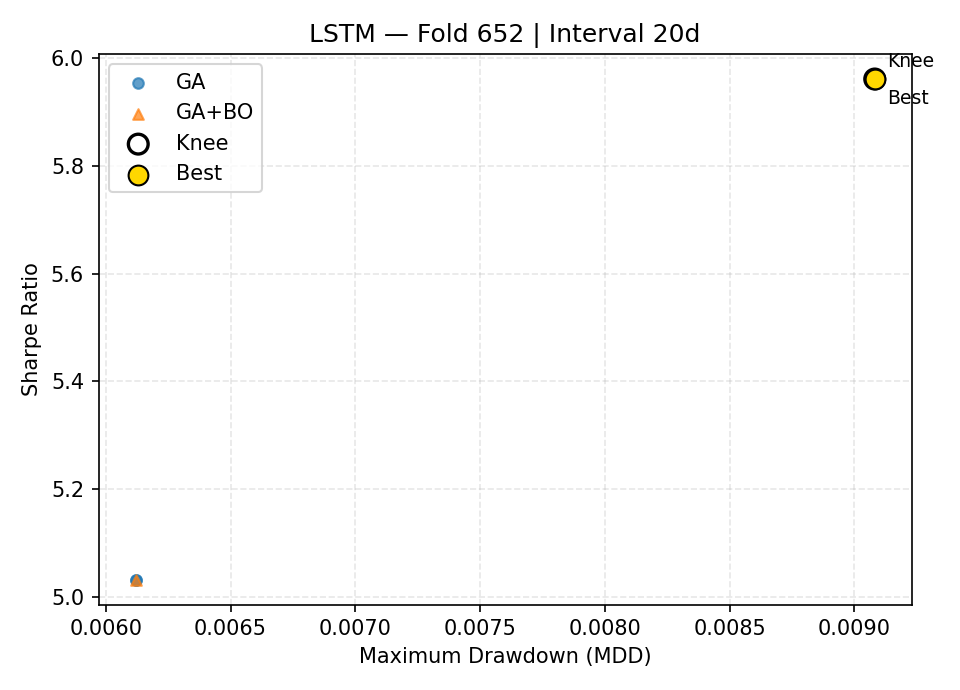 LSTM — Fold 652 | Interval 20d
GA
GA+BO
Knee
Best
Knee
Best
6.0
5.8
5.6
5.4
5.2
5.0
Sharpe Ratio
0.0060 0.0065 0.0070 0.0075 0.0080 0.0085 0.0090
Maximum Drawdown (MDD)